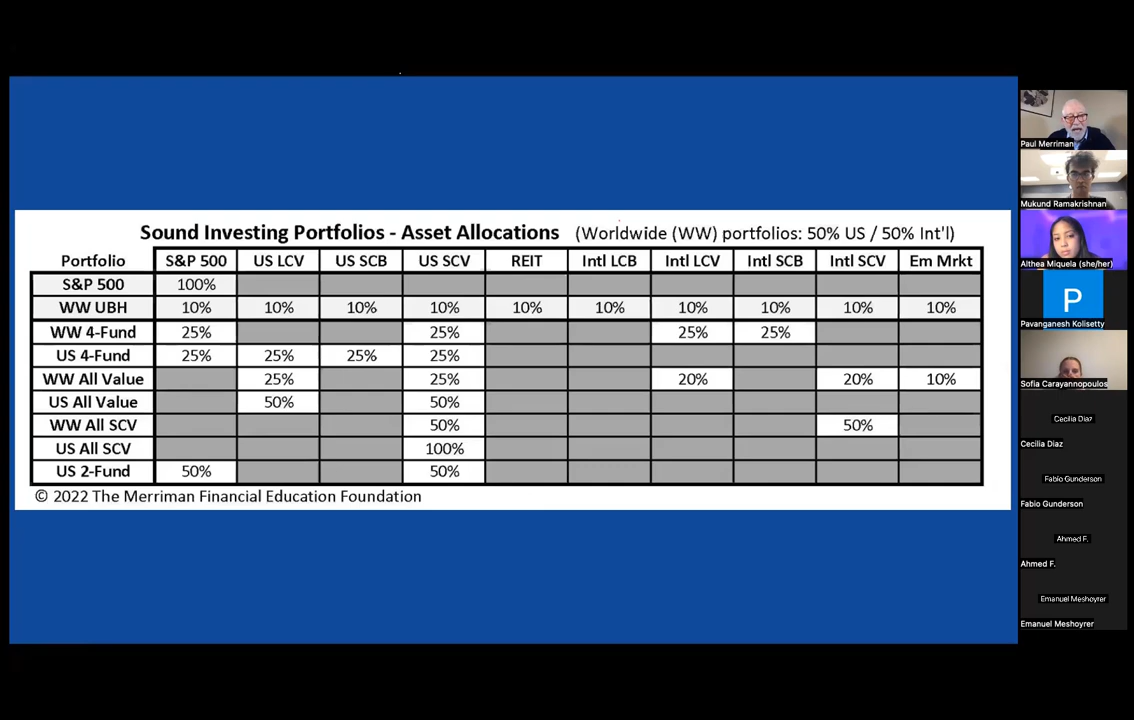 Sound Investing Portfolios - Asset Allocations (Worldwide (WW) portfolios: 50% US / 50% Int'l)
Portfolio S&P 500 US LCV US SCB US SCV REIT Intl LCB Intl LCV Intl SCB Intl SCV Em Mrkt
S&P 500 100%
WW UBH 10% 10% 10% 10% 10% 10% 10% 10% 10% 10%
WW 4-Fund 25% 25% 25% 25%
US 4-Fund 25% 25% 25% 25%
WW All Value 25% 25% 20% 20% 10%
US All Value 50% 50%
WW All SCV 50% 50%
US All SCV 100%
US 2-Fund 50% 50%
© 2022 The Merriman Financial Education Foundation
Paul Merriman
Mukund Ramakrishnan
Althea Miquela (she/her)
P
Pavanganesh Kolisetty
Sofia Carayannopoulos
Cecilia Diaz
Cecilia Diaz
Fabio Gunderson
Fabio Gunderson
Ahmed F.
Ahmed F.
Emanuel Meshoyrer
Emanuel Meshoyrer